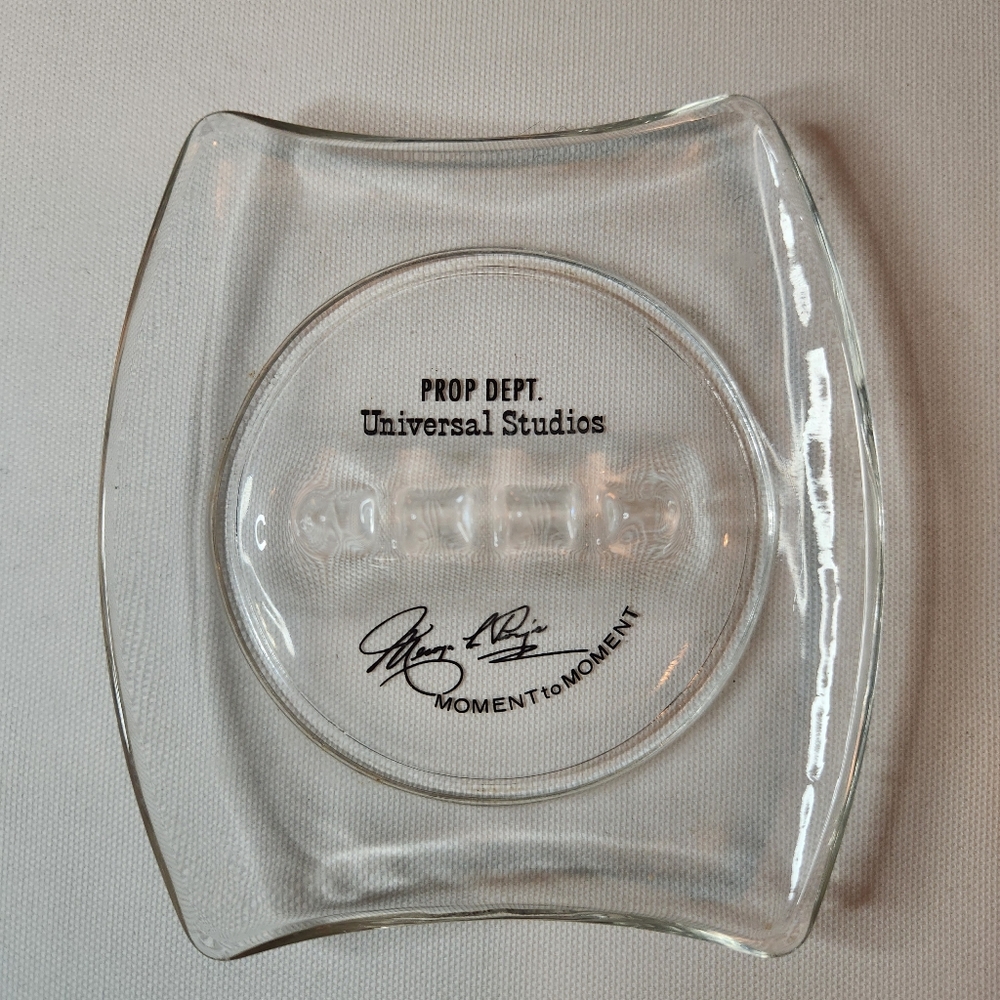 PROP DEPT.
Universal Studios
MOMENT to MOMENT